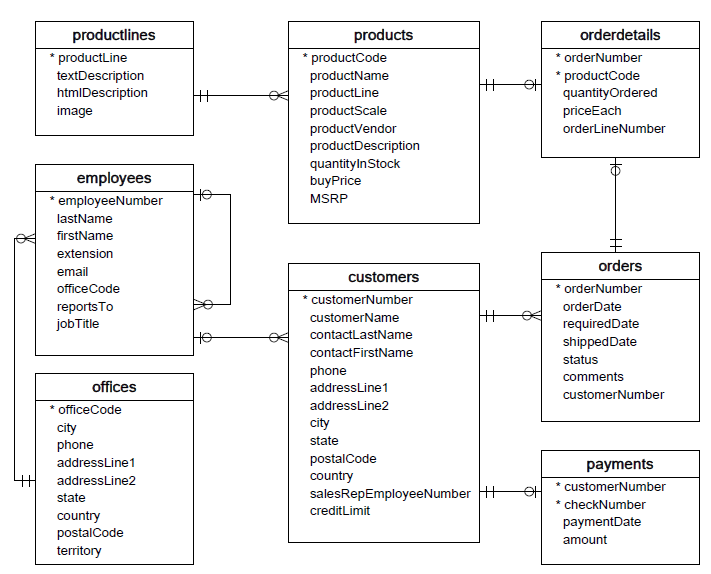 productlines
* productLine
textDescription
htmlDescription
image
products
* productCode
productName
productLine
productScale
productVendor
productDescription
quantityInStock
buyPrice
MSRP
orderdetails
* orderNumber
* productCode
quantityOrdered
priceEach
orderLineNumber
employees
* employeeNumber
lastName
firstName
extension
email
officeCode
reportsTo
jobTitle
customers
* customerNumber
customerName
contactLastName
contactFirstName
phone
addressLine1
addressLine2
city
state
postalCode
country
salesRepEmployeeNumber
creditLimit
orders
* orderNumber
orderDate
requiredDate
shippedDate
status
comments
customerNumber
offices
* officeCode
city
phone
addressLine1
addressLine2
state
country
postalCode
territory
payments
* customerNumber
* checkNumber
paymentDate
amount